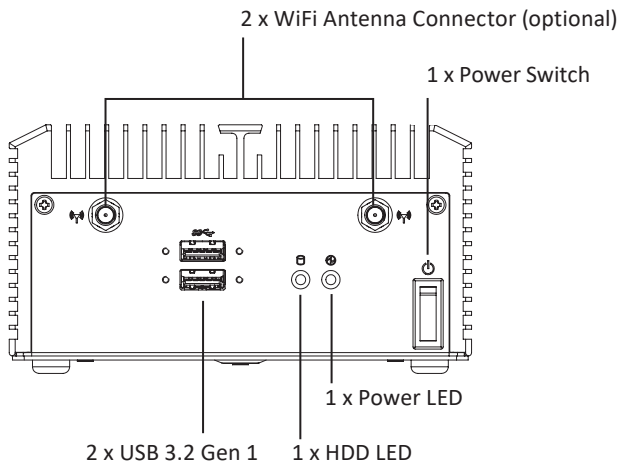 2 x WiFi Antenna Connector (optional)
1 x Power Switch
1 x Power LED
2 x USB 3.2 Gen 1
1 x HDD LED